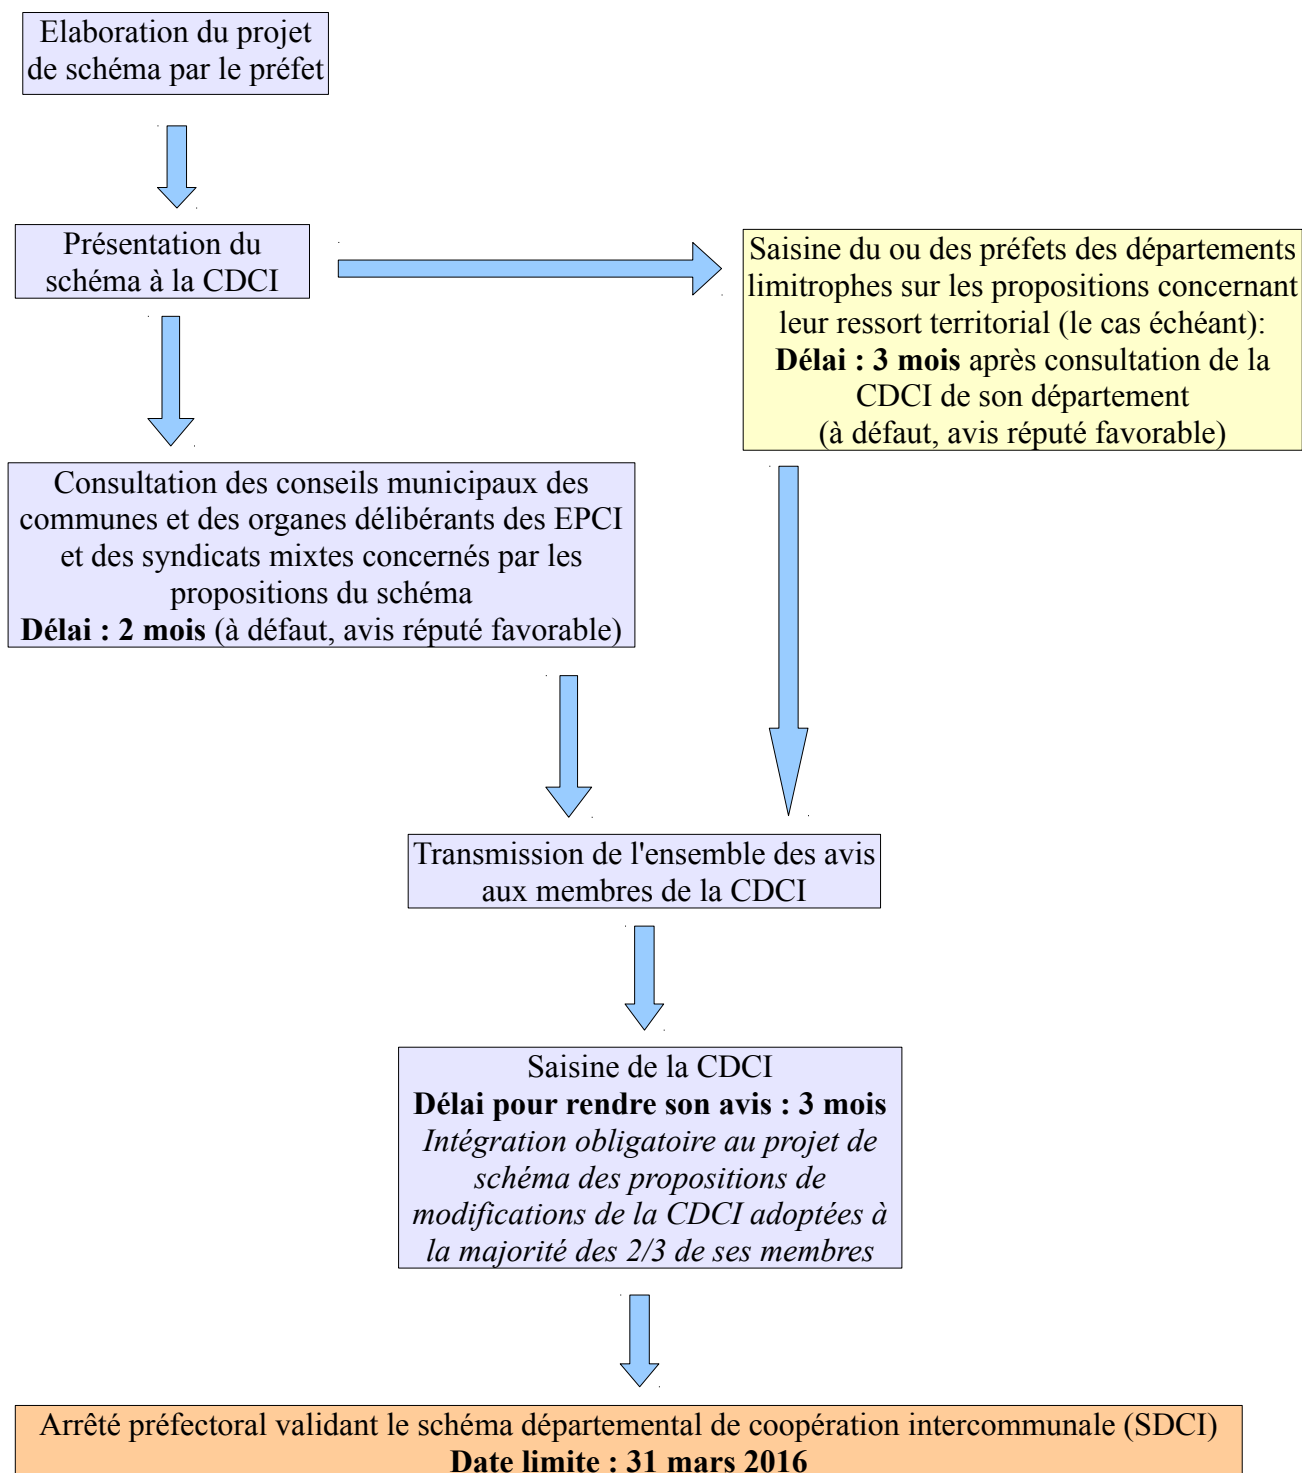 Elaboration du projet
de schéma par le préfet
Présentation du
schéma à la CDCI
Saisine du ou des préfets des départements
limitrophes sur les propositions concernant
leur ressort territorial (le cas échéant):
Délai : 3 mois après consultation de la
CDCI de son département
(à défaut, avis réputé favorable)
Consultation des conseils municipaux des
communes et des organes délibérants des EPCI
et des syndicats mixtes concernés par les
propositions du schéma
Délai : 2 mois (à défaut, avis réputé favorable)
Transmission de l'ensemble des avis
aux membres de la CDCI
Saisine de la CDCI
Délai pour rendre son avis : 3 mois
Intégration obligatoire au projet de
schéma des propositions de
modifications de la CDCI adoptées à
la majorité des 2/3 de ses membres
Arrêté préfectoral validant le schéma départemental de coopération intercommunale (SDCI)
Date limite : 31 mars 2016